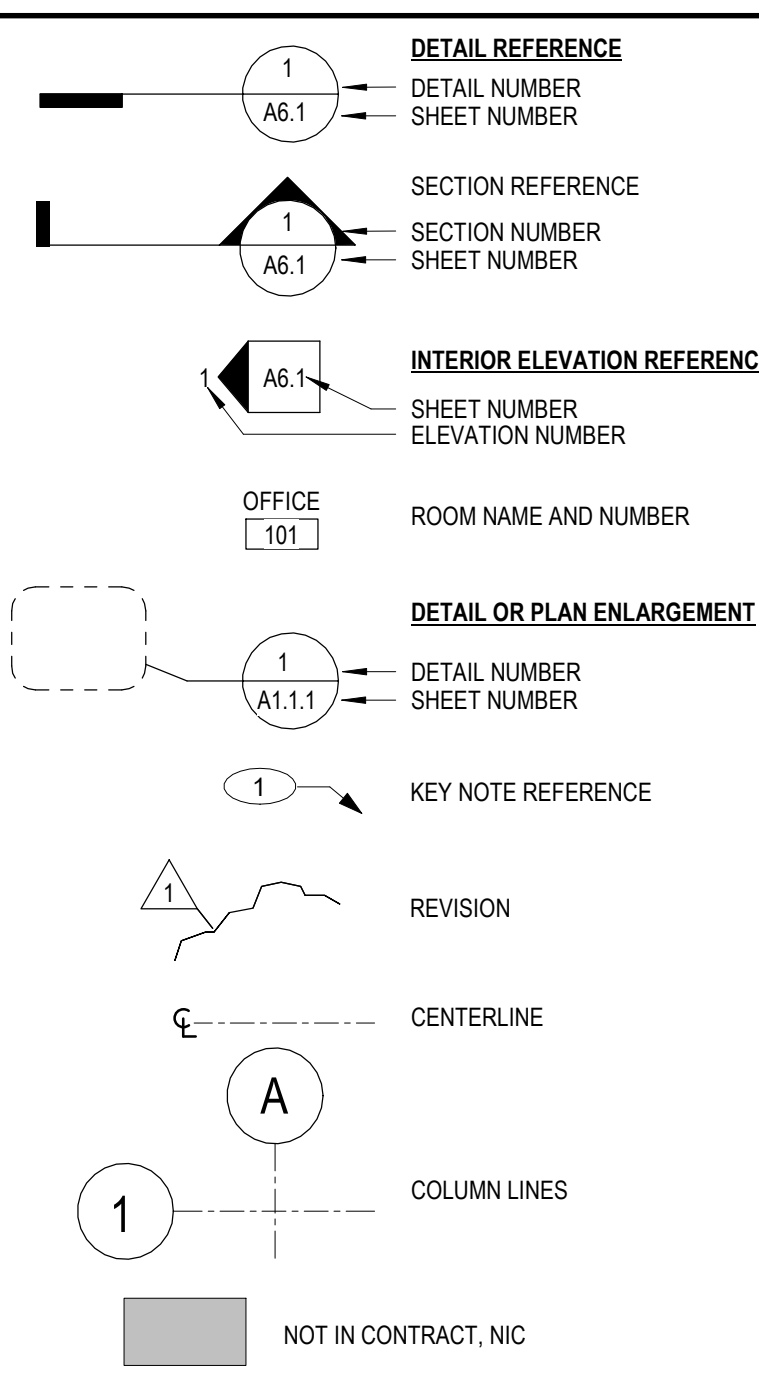 DETAIL REFERENCE
1
DETAIL NUMBER
A6.1
SHEET NUMBER
SECTION REFERENCE
1
SECTION NUMBER
A6.1
SHEET NUMBER
INTERIOR ELEVATION REFERENC
1
A6.1
SHEET NUMBER
ELEVATION NUMBER
OFFICE
101
ROOM NAME AND NUMBER
DETAIL OR PLAN ENLARGEMENT
1
DETAIL NUMBER
A1.1.1
SHEET NUMBER
1
KEY NOTE REFERENCE
1
REVISION
℄
CENTERLINE
A
1
COLUMN LINES
NOT IN CONTRACT, NIC